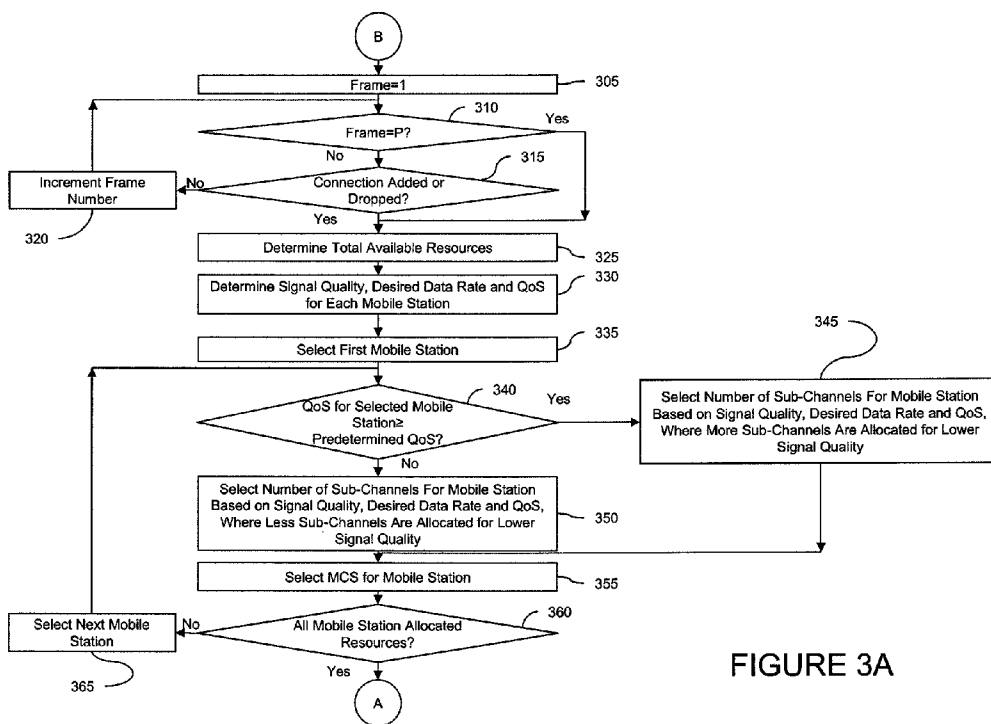 B
Frame=1
305
310
Frame=P?
Yes
No
315
Connection Added or
Dropped?
No
Increment Frame
Number
320
Yes
Determine Total Available Resources
325
330
Determine Signal Quality, Desired Data Rate and QoS
for Each Mobile Station
335
Select First Mobile Station
345
340
QoS for Selected Mobile
Station≥
Predetermined QoS?
Yes
Select Number of Sub-Channels For Mobile Station
Based on Signal Quality, Desired Data Rate and QoS,
Where More Sub-Channels Are Allocated for Lower
Signal Quality
No
Select Number of Sub-Channels For Mobile Station
Based on Signal Quality, Desired Data Rate and QoS,
Where Less Sub-Channels Are Allocated for Lower
Signal Quality
350
Select MCS for Mobile Station
355
360
All Mobile Station Allocated
Resources?
No
Select Next Mobile
Station
365
Yes
A
FIGURE 3A